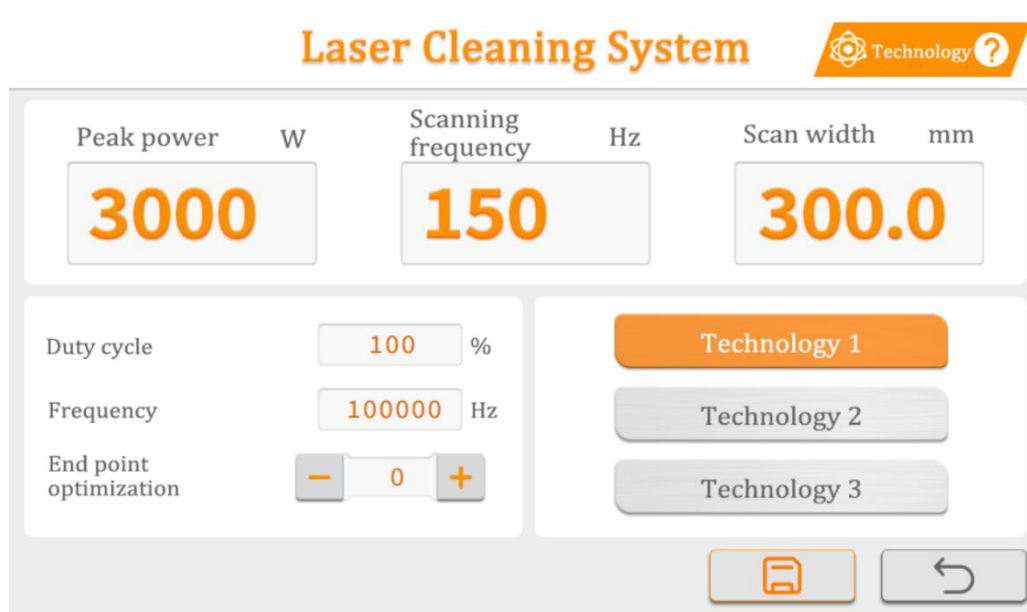 Laser Cleaning System
Technology ?
Peak power W
Scanning
frequency
Hz
Scan width mm
3000
150
300.0
Duty cycle 100 %
Frequency 100000 Hz
End point
optimization
− 0 +
Technology 1
Technology 2
Technology 3